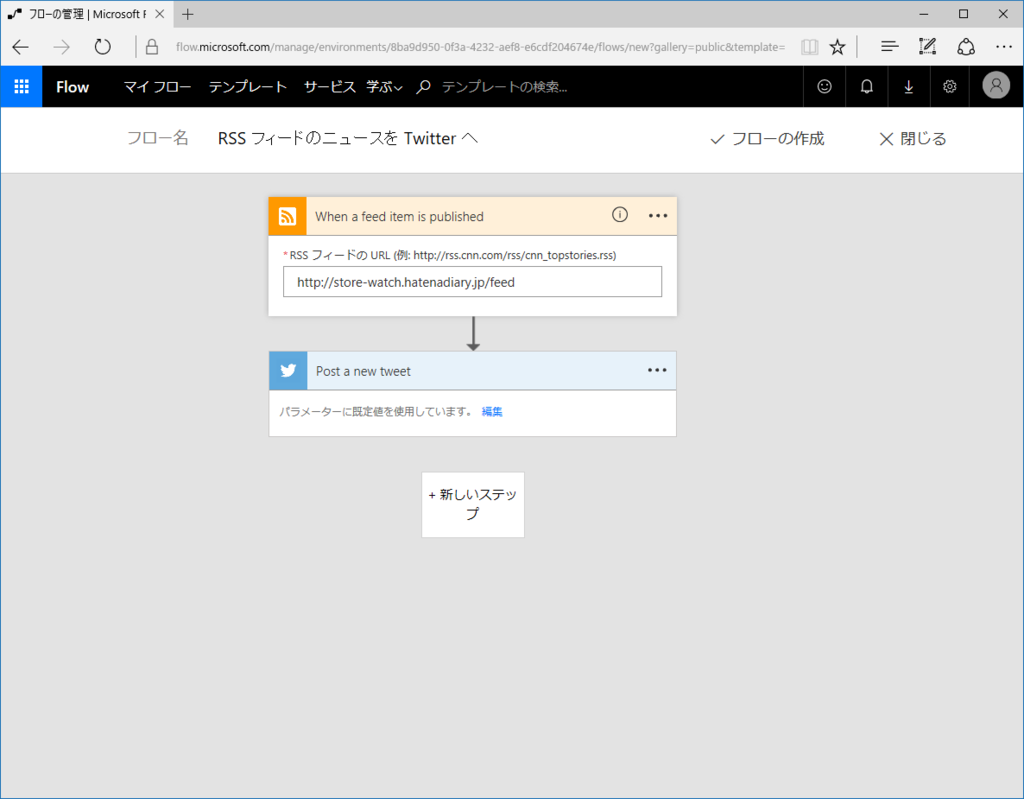 フローの管理 | Microsoft F
flow.microsoft.com/manage/environments/8ba9d950-0f3a-4232-aef8-e6cdf204674e/flows/new?gallery=public&template=
Flow マイ フロー テンプレート サービス 学ぶ テンプレートの検索...
フロー名 RSS フィードのニュースを Twitter へ フローの作成 閉じる
When a feed item is published
*RSS フィードの URL (例: http://rss.cnn.com/rss/cnn_topstories.rss)
http://store-watch.hatenadiary.jp/feed
Post a new tweet
パラメーターに既定値を使用しています。 編集
+ 新しいステッ
プ